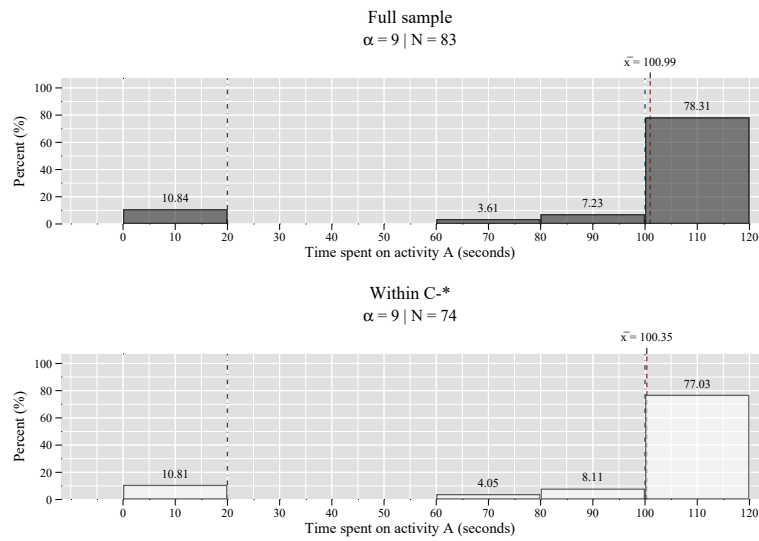 Full sample
α = 9 | N = 83
x̄ = 100.99
100
80
60
40
20
0
Percent (%)
10.84
3.61
7.23
78.31
0 10 20 30 40 50 60 70 80 90 100 110 120
Time spent on activity A (seconds)
Within C-*
α = 9 | N = 74
x̄ = 100.35
100
80
60
40
20
0
Percent (%)
10.81
4.05
8.11
77.03
0 10 20 30 40 50 60 70 80 90 100 110 120
Time spent on activity A (seconds)